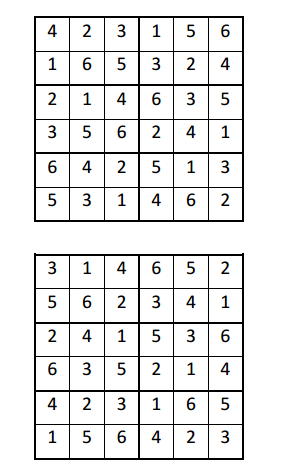 4 2 3 1 5 6
1 6 5 3 2 4
2 1 4 6 3 5
3 5 6 2 4 1
6 4 2 5 1 3
5 3 1 4 6 2
3 1 4 6 5 2
5 6 2 3 4 1
2 4 1 5 3 6
6 3 5 2 1 4
4 2 3 1 6 5
1 5 6 4 2 3